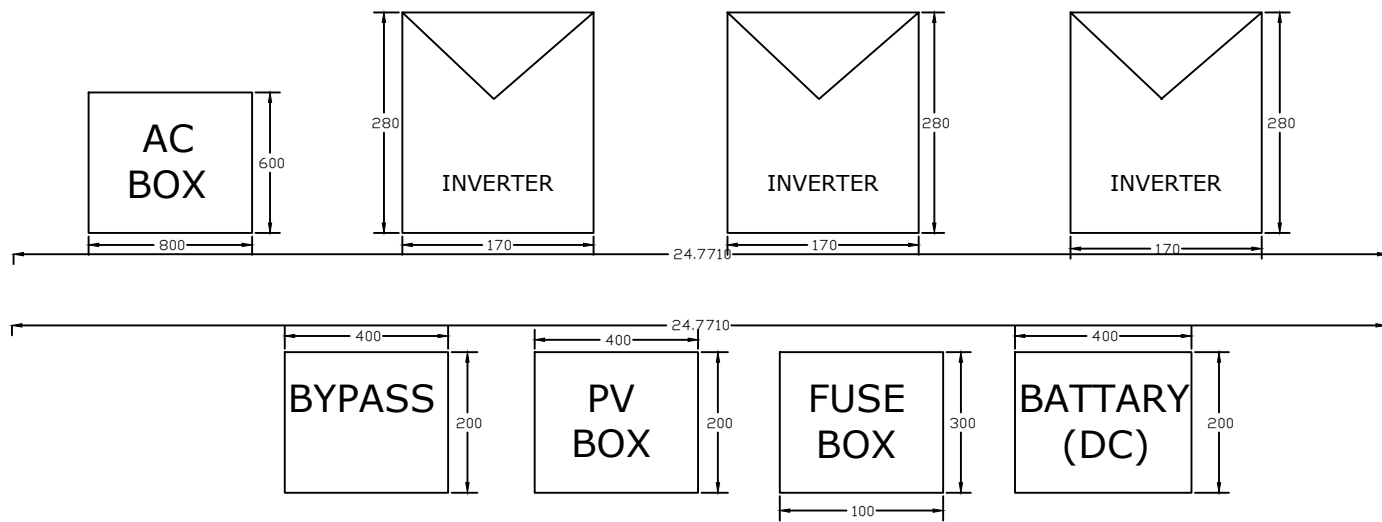 280
280
280
AC
BOX
600
INVERTER
INVERTER
INVERTER
800
170
170
170
24.7710
24.7710
400
400
400
BYPASS
200
PV
BOX
200
FUSE
BOX
300
BATTARY
(DC)
200
100